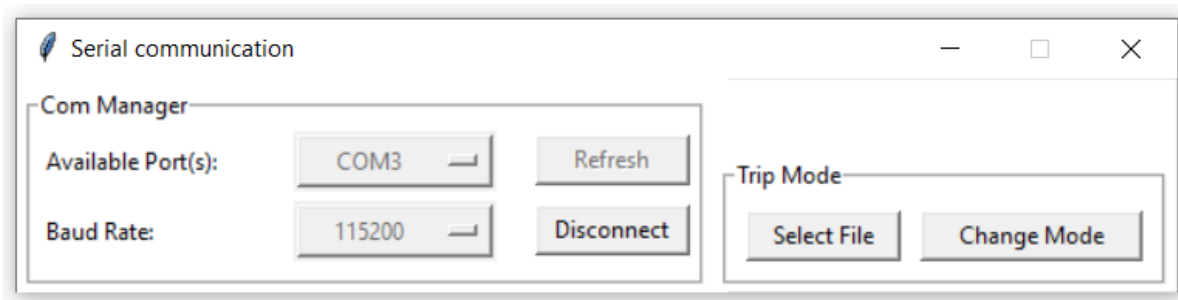 Serial communication
Com Manager
Available Port(s):
COM3
Refresh
Baud Rate:
115200
Disconnect
Trip Mode
Select File
Change Mode